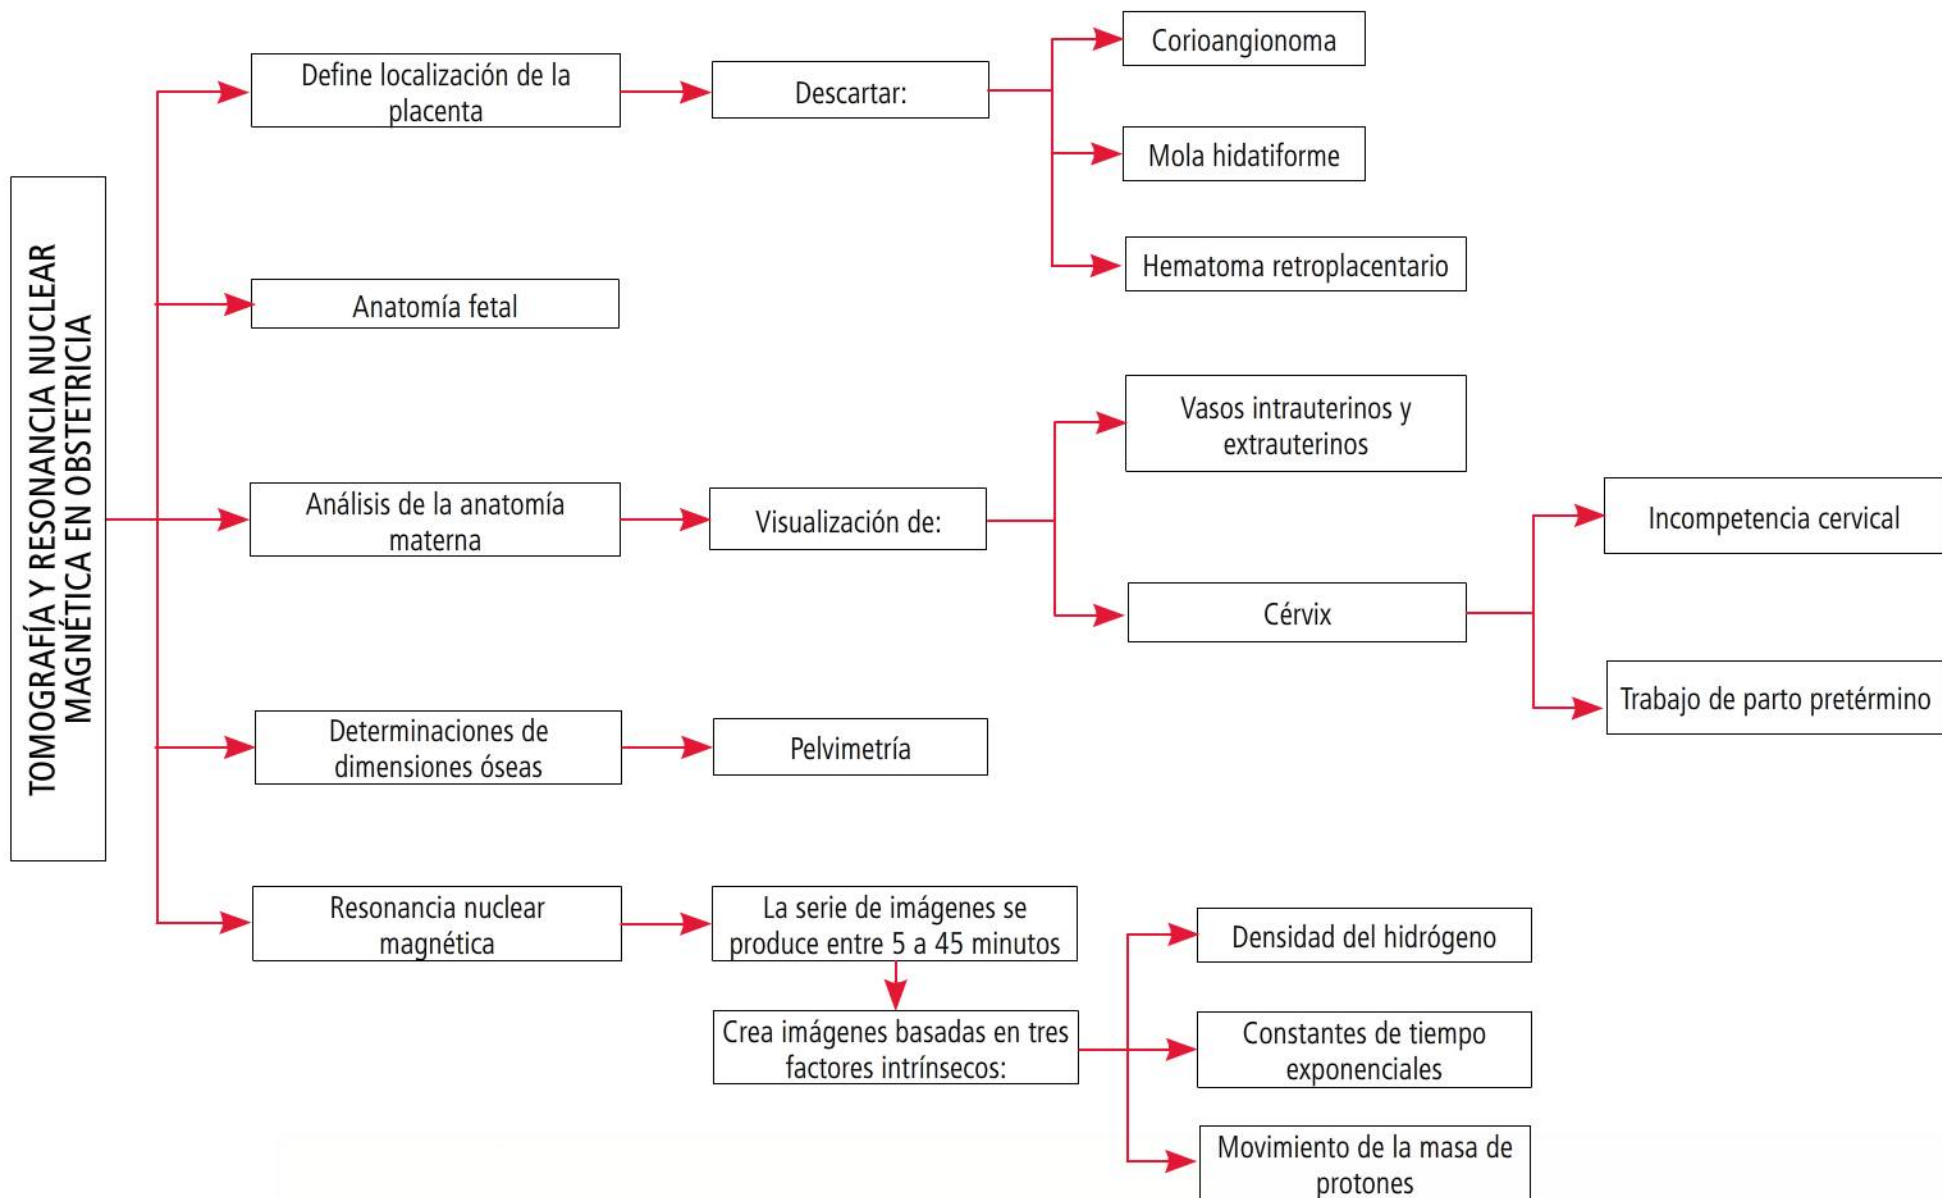 TOMOGRAFÍA Y RESONANCIA NUCLEAR
MAGNÉTICA EN OBSTETRICIA
Define localización de la
placenta
Descartar:
Corioangionoma
Mola hidatiforme
Hematoma retroplacentario
Anatomía fetal
Análisis de la anatomía
materna
Visualización de:
Vasos intrauterinos y
extrauterinos
Cérvix
Incompetencia cervical
Trabajo de parto pretérmino
Determinaciones de
dimensiones óseas
Pelvimetría
Resonancia nuclear
magnética
La serie de imágenes se
produce entre 5 a 45 minutos
Crea imágenes basadas en tres
factores intrínsecos:
Densidad del hidrógeno
Constantes de tiempo
exponenciales
Movimiento de la masa de
protones